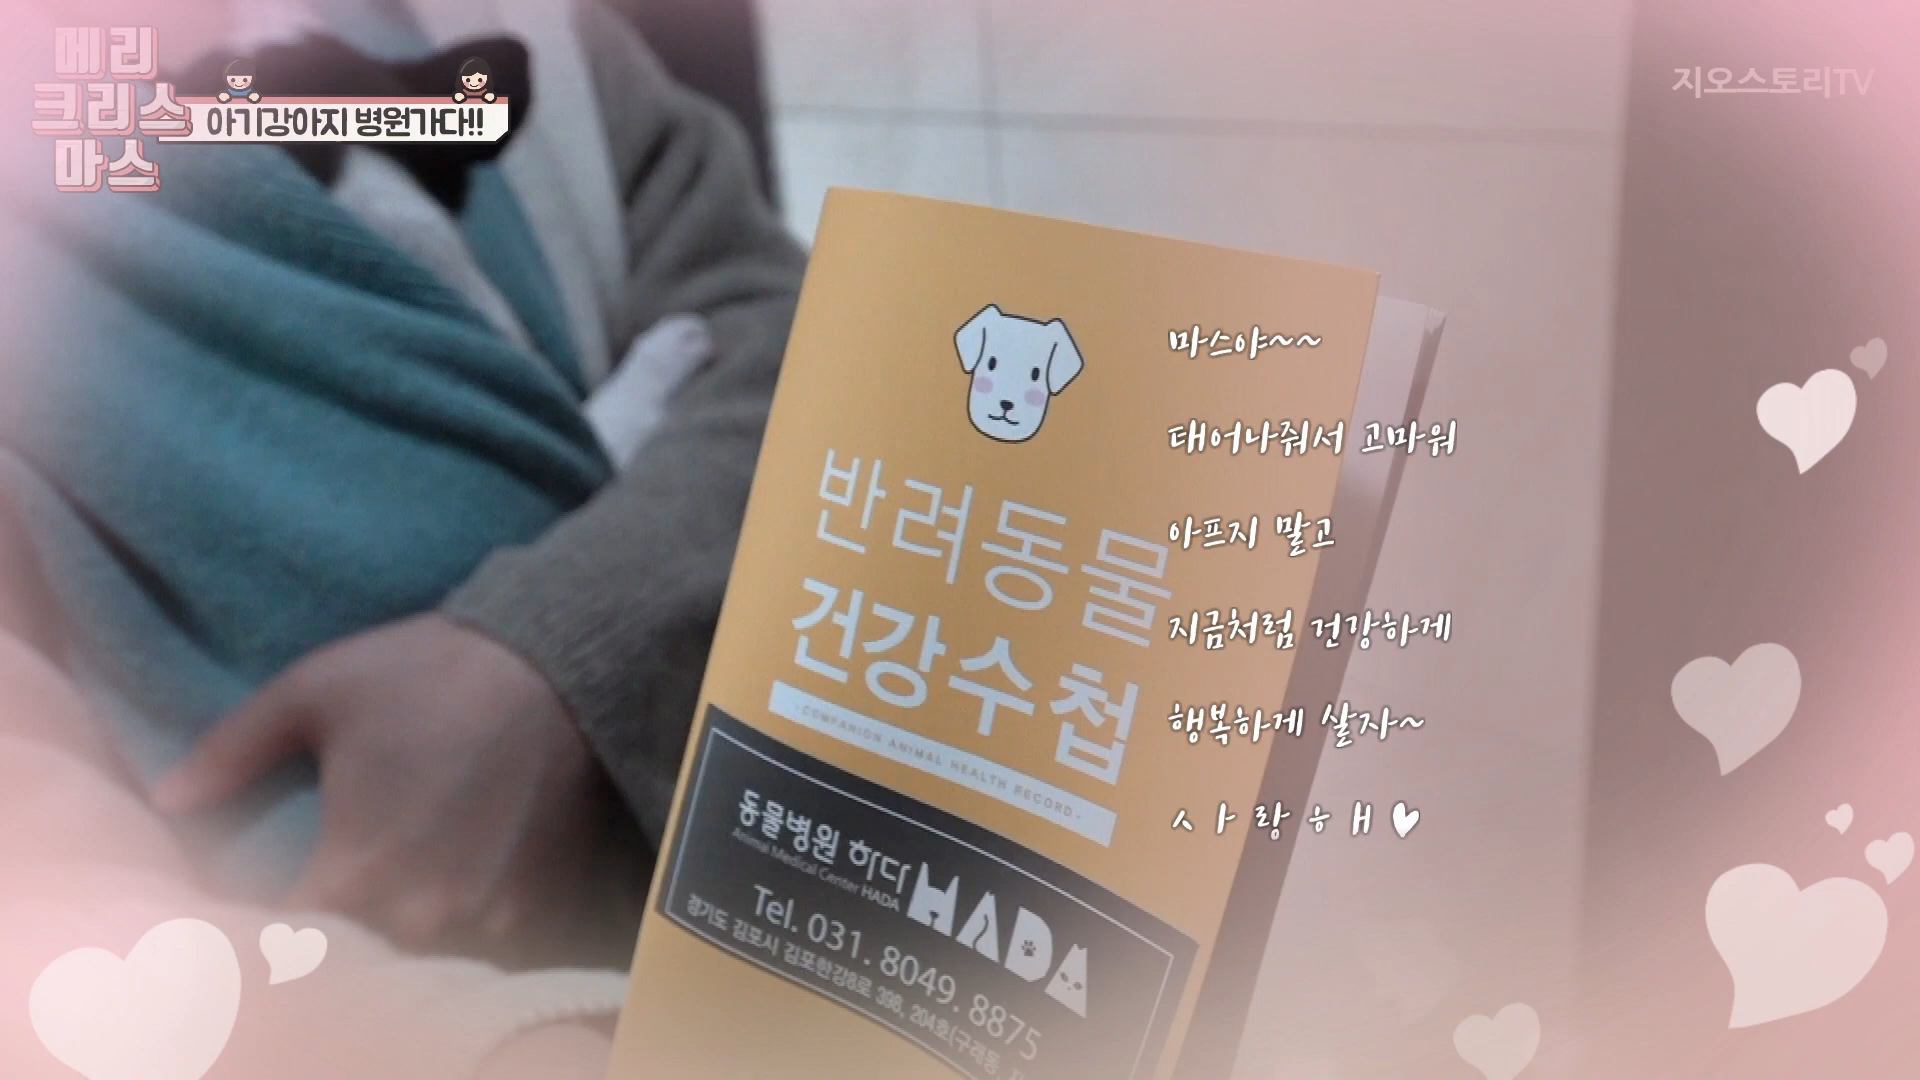 메리
크리스
마스
아기강아지 병원가다!!
지오스토리TV
마스야~~
태어나줘서 고마워
아프지 말고
지금처럼 건강하게
행복하게 살자~
사 랑 ㅎㅐ ♥
반려동물
건강수첩
·COMPANION ANIMAL HEALTH RECORD·
동물병원 하다
Animal Medical Center HADA
HADA
Tel. 031. 8049. 8875
경기도 김포시 김포한강8로 398, 204호(구래동,